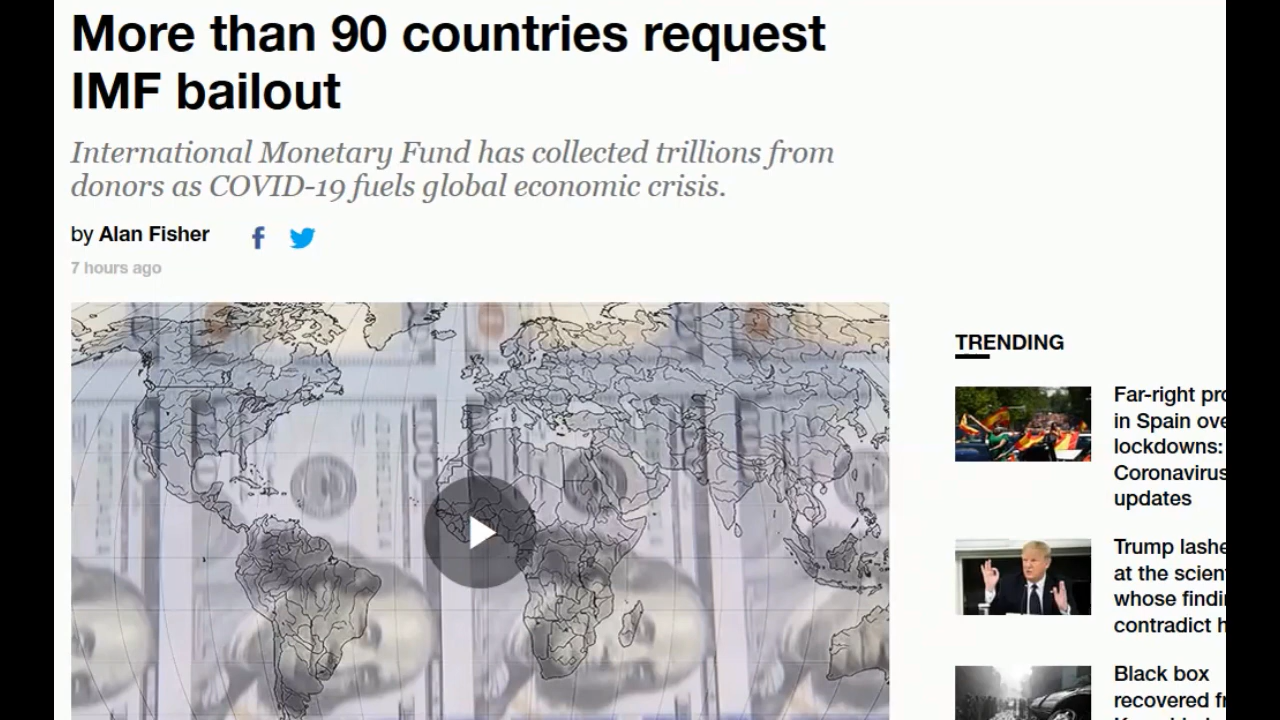 More than 90 countries request
IMF bailout
International Monetary Fund has collected trillions from
donors as COVID-19 fuels global economic crisis.
by Alan Fisher
7 hours ago
TRENDING
Far-right pro
in Spain ove
lockdowns:
Coronavirus
updates
Trump lashe
at the scien
whose findi
contradict h
Black box
recovered fr